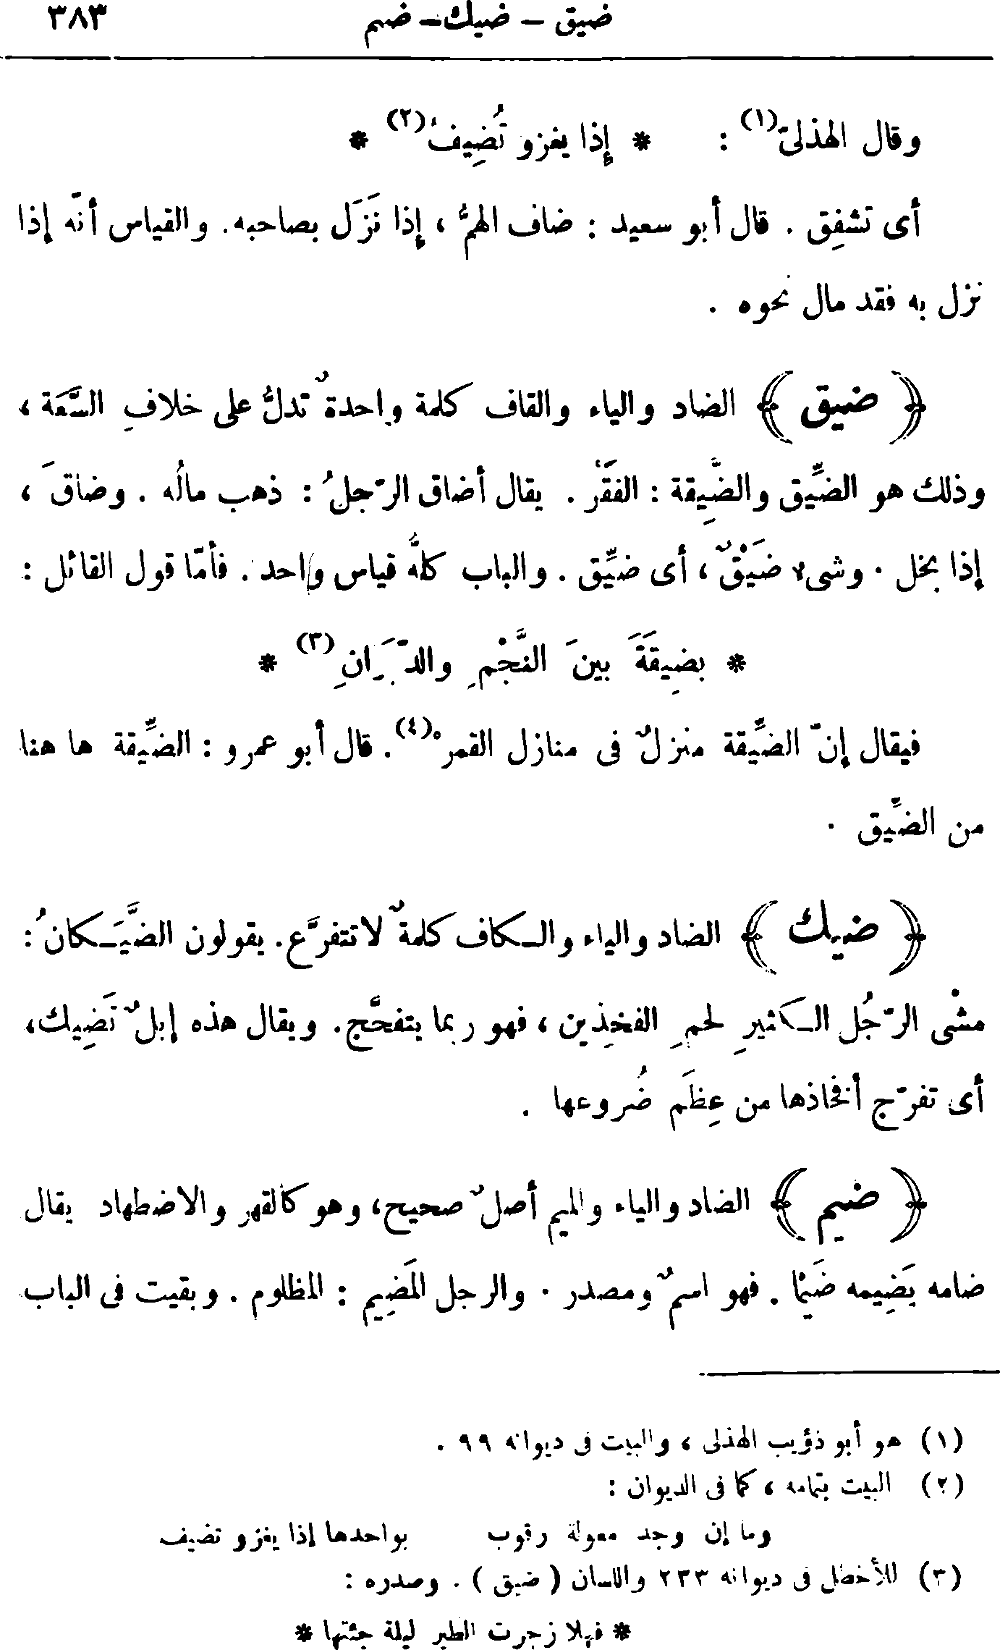 ضيق – ضيك – ضيم ٣٨٣
وقال الهذلىّ(١) : * إِذا يغزو تُضِيفُ(٢) *
أى تشفِق . قال أبو سعيد : ضاف الهمُّ ، إِذا نَزَل بصاحبه . والقياس أنّه إذا
نزل به فقد مال نحوه .
﴿ ضيق ﴾ الضاد والياء والقاف كلمة واحدةٌ تدلُّ على خلافِ السَّعَة ،
وذلك هو الضِّيق والضَّيقة : الفَقْر . يقال أضاق الرّجلُ : ذهب مالُه . وضاقَ ،
إذا بخل . وشىء ضَيْقٌ ، أى ضيِّق . والباب كلُّه قياس واحد . فأمّا قول القائل :
* بضِيقَةَ بينَ النَّجْمِ والدَّبَرانِ(٣) *
فيقال إنّ الضِّيقة منزلٌ فى منازل القمر(٤) . قال أبو عمرو : الضِّيقة ها هنا
من الضِّيق .
﴿ ضيك ﴾ الضاد والياء والكاف كلمةٌ لاتتفرَّع . يقولون الضَّيَكانُ :
مشْى الرّجُل الكثيرِ لحمِ الفخذِين ، فهو ربما يتفحَّج . ويقال هذه إبلٌ تَضِيك ،
أى تفرّج أفخاذها من عِظَم ضُروعها .
﴿ ضيم ﴾ الضاد والياء والميم أصلٌ صحيح ، وهو كالقهر والاضطهاد يقال
ضامه يَضِيمه ضَيْمًا . فهو اسمٌ ومصدر . والرجل المَضِيم : المظلوم . وبقيت فى الباب
(١) هو أبو ذؤيب الهذلى ، والبيت فى ديوانه ٩٩ .
(٢) البيت بتمامه ، كما فى الديوان :
وما إن وجد معولة رقوب بواحدها إذا يغزو تضيف
(٣) للأخطل فى ديوانه ٢٣٣ واللسان ( ضيق ) . وصدره :
* فهلا زجرت الطير ليلة جئتها *